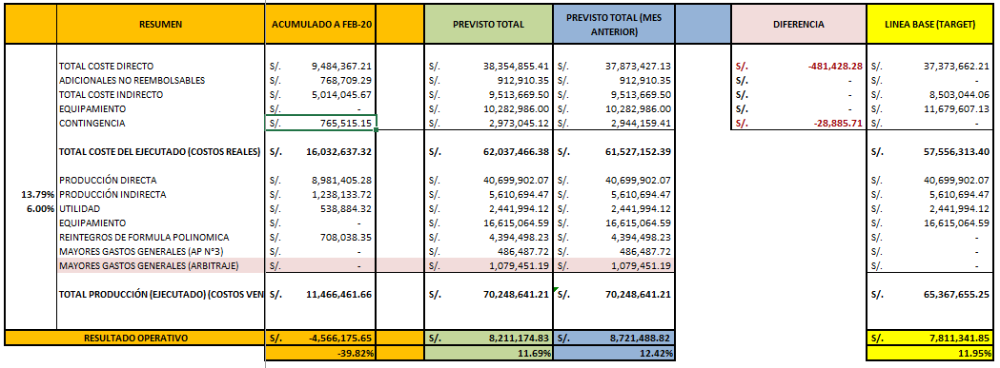 RESUMEN ACUMULADO A FEB-20 PREVISTO TOTAL PREVISTO TOTAL (MES ANTERIOR) DIFERENCIA LINEA BASE (TARGET)
TOTAL COSTE DIRECTO S/. 9,484,367.21 S/. 38,354,855.41 S/. 37,873,427.13 S/. -481,428.28 S/. 37,373,662.21
ADICIONALES NO REEMBOLSABLES S/. 768,709.29 S/. 912,910.35 S/. 912,910.35 S/. - S/. -
TOTAL COSTE INDIRECTO S/. 5,014,045.67 S/. 9,513,669.50 S/. 9,513,669.50 S/. - S/. 8,503,044.06
EQUIPAMIENTO S/. - S/. 10,282,986.00 S/. 10,282,986.00 S/. - S/. 11,679,607.13
CONTINGENCIA S/. 765,515.15 S/. 2,973,045.12 S/. 2,944,159.41 S/. -28,885.71 S/. -
TOTAL COSTE DEL EJECUTADO (COSTOS REALES) S/. 16,032,637.32 S/. 62,037,466.38 S/. 61,527,152.39 S/. 57,556,313.40
PRODUCCIÓN DIRECTA S/. 8,981,405.28 S/. 40,699,902.07 S/. 40,699,902.07 S/. 40,699,902.07
13.79% PRODUCCIÓN INDIRECTA S/. 1,238,133.72 S/. 5,610,694.47 S/. 5,610,694.47 S/. 5,610,694.47
6.00% UTILIDAD S/. 538,884.32 S/. 2,441,994.12 S/. 2,441,994.12 S/. 2,441,994.12
EQUIPAMIENTO S/. - S/. 16,615,064.59 S/. 16,615,064.59 S/. 16,615,064.59
REINTEGROS DE FORMULA POLINOMICA S/. 708,038.35 S/. 4,394,498.23 S/. 4,394,498.23 S/. -
MAYORES GASTOS GENERALES (AP N°3) S/. - S/. 486,487.72 S/. 486,487.72 S/. -
MAYORES GASTOS GENERALES (ARBITRAJE) S/. - S/. 1,079,451.19 S/. 1,079,451.19 S/. -
TOTAL PRODUCCIÓN (EJECUTADO) (COSTOS VEN S/. 11,466,461.66 S/. 70,248,641.21 S/. 70,248,641.21 S/. 65,367,655.25
RESULTADO OPERATIVO S/. -4,566,175.65 S/. 8,211,174.83 S/. 8,721,488.82 S/. 7,811,341.85
-39.82% 11.69% 12.42% 11.95%